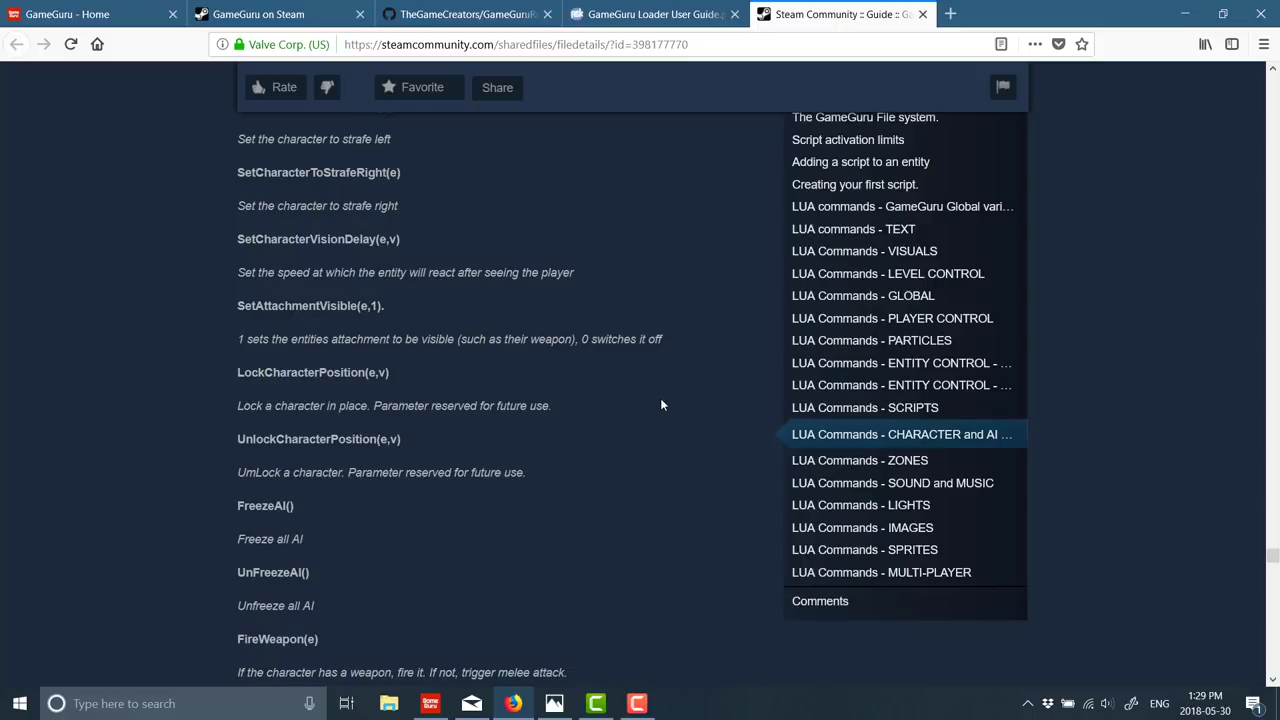 GameGuru - Home
GameGuru on Steam
TheGameCreators/GameGuruR
GameGuru Loader User Guide.p
Steam Community :: Guide :: Ga
Valve Corp. (US)
https://steamcommunity.com/sharedfiles/filedetails/?id=398177770
Rate
Favorite
Share
Set the character to strafe left
SetCharacterToStrafeRight(e)
Set the character to strafe right
SetCharacterVisionDelay(e,v)
Set the speed at which the entity will react after seeing the player
SetAttachmentVisible(e,1).
1 sets the entities attachment to be visible (such as their weapon), 0 switches it off
LockCharacterPosition(e,v)
Lock a character in place. Parameter reserved for future use.
UnlockCharacterPosition(e,v)
UmLock a character. Parameter reserved for future use.
FreezeAI()
Freeze all AI
UnFreezeAI()
Unfreeze all AI
FireWeapon(e)
If the character has a weapon, fire it. If not, trigger melee attack.
The GameGuru File system.
Script activation limits
Adding a script to an entity
Creating your first script.
LUA commands - GameGuru Global vari...
LUA commands - TEXT
LUA Commands - VISUALS
LUA Commands - LEVEL CONTROL
LUA Commands - GLOBAL
LUA Commands - PLAYER CONTROL
LUA Commands - PARTICLES
LUA Commands - ENTITY CONTROL - ...
LUA Commands - ENTITY CONTROL - ...
LUA Commands - SCRIPTS
LUA Commands - CHARACTER and AI ...
LUA Commands - ZONES
LUA Commands - SOUND and MUSIC
LUA Commands - LIGHTS
LUA Commands - IMAGES
LUA Commands - SPRITES
LUA Commands - MULTI-PLAYER
Comments
Type here to search
ENG
1:29 PM
2018-05-30